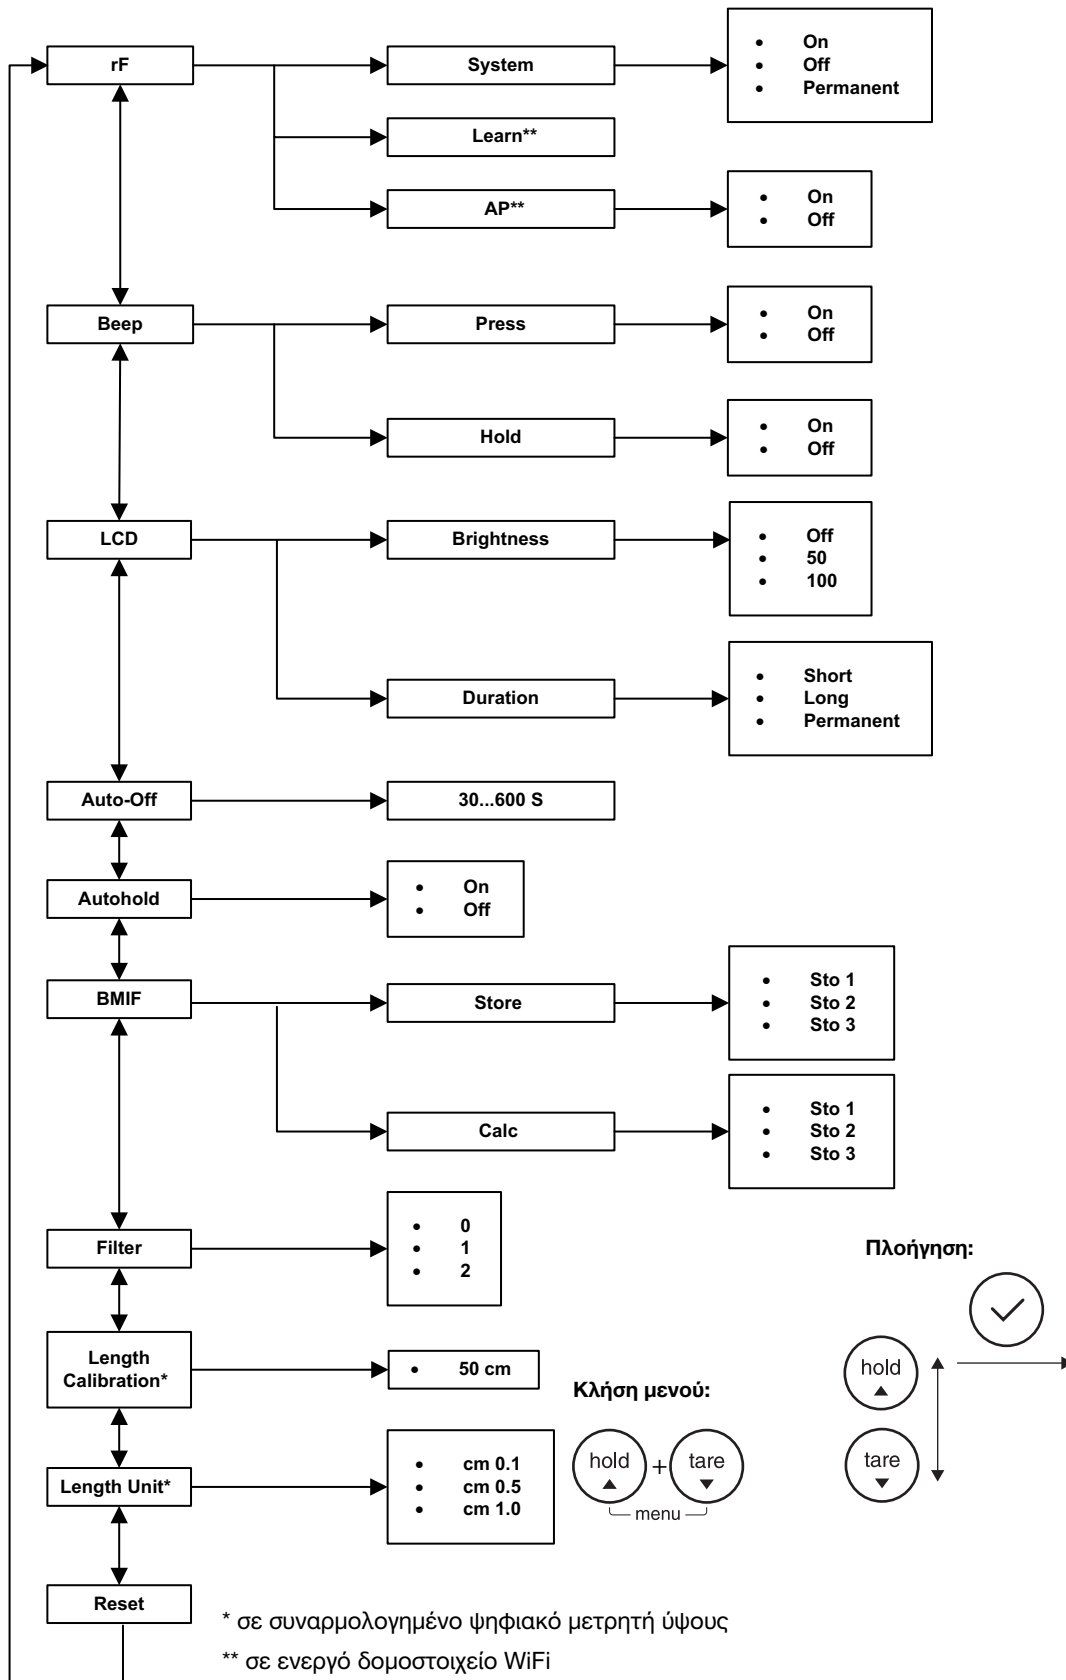 rF
System
• On
• Off
• Permanent
Learn**
AP**
• On
• Off
Beep
Press
• On
• Off
Hold
• On
• Off
LCD
Brightness
• Off
• 50
• 100
Duration
• Short
• Long
• Permanent
Auto-Off
30...600 S
Autohold
• On
• Off
BMIF
Store
• Sto 1
• Sto 2
• Sto 3
Calc
• Sto 1
• Sto 2
• Sto 3
Filter
• 0
• 1
• 2
Πλοήγηση:
hold
tare
Length
Calibration*
• 50 cm
Κλήση μενού:
hold + tare
menu
Length Unit*
• cm 0.1
• cm 0.5
• cm 1.0
Reset
* σε συναρμολογημένο ψηφιακό μετρητή ύψους
** σε ενεργό δομοστοιχείο WiFi